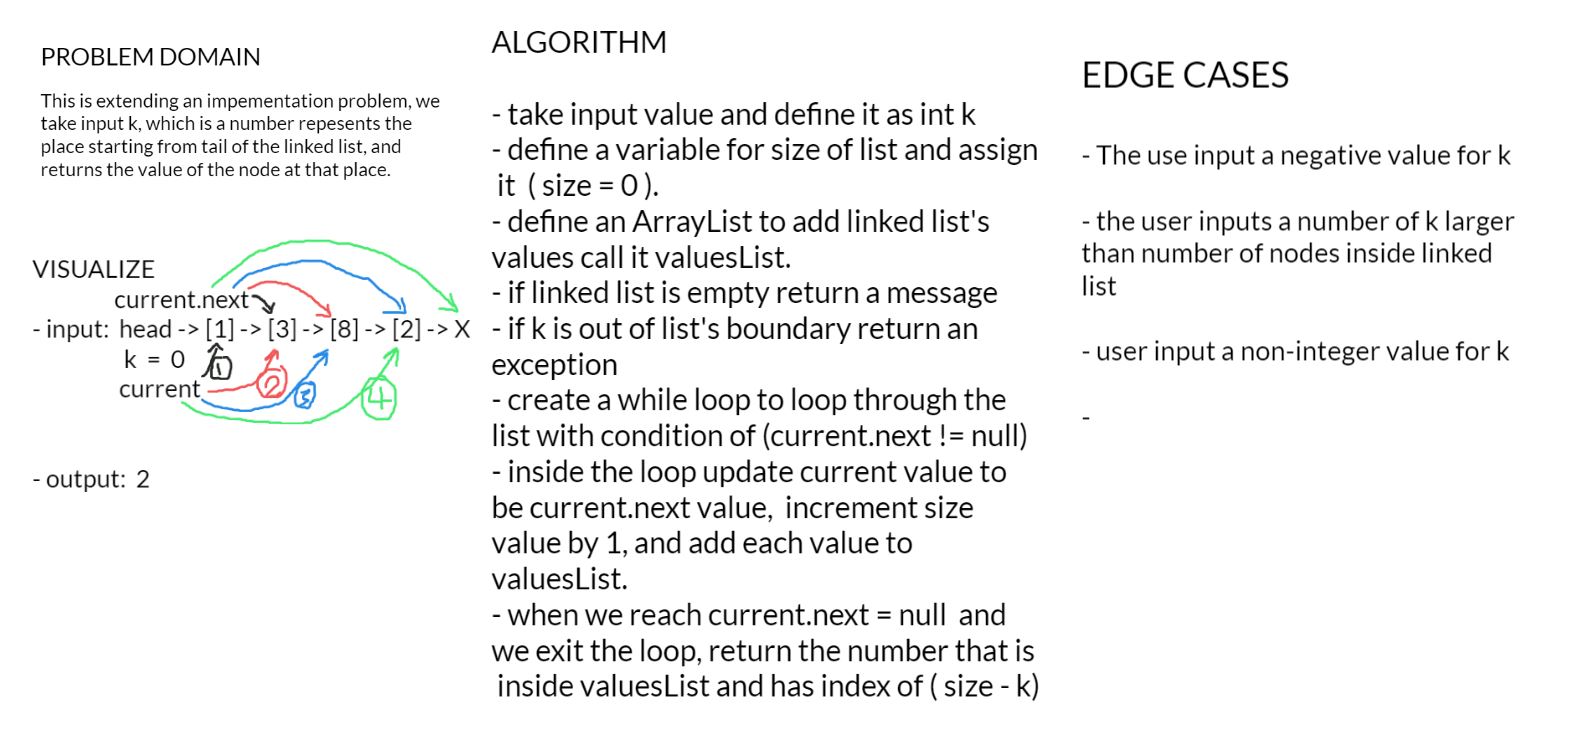 PROBLEM DOMAIN
This is extending an impementation problem, we
take input k, which is a number repesents the
place starting from tail of the linked list, and
returns the value of the node at that place.
VISUALIZE
current.next
- input: head -> [1] -> [3] -> [8] -> [2] -> X
k = 0
1
2
3
4
current
- output: 2
ALGORITHM
- take input value and define it as int k
- define a variable for size of list and assign
it ( size = 0 ).
- define an ArrayList to add linked list's
values call it valuesList.
- if linked list is empty return a message
- if k is out of list's boundary return an
exception
- create a while loop to loop through the
list with condition of (current.next != null)
- inside the loop update current value to
be current.next value, increment size
value by 1, and add each value to
valuesList.
- when we reach current.next = null and
we exit the loop, return the number that is
inside valuesList and has index of ( size - k)
EDGE CASES
- The use input a negative value for k
- the user inputs a number of k larger
than number of nodes inside linked
list
- user input a non-integer value for k
-